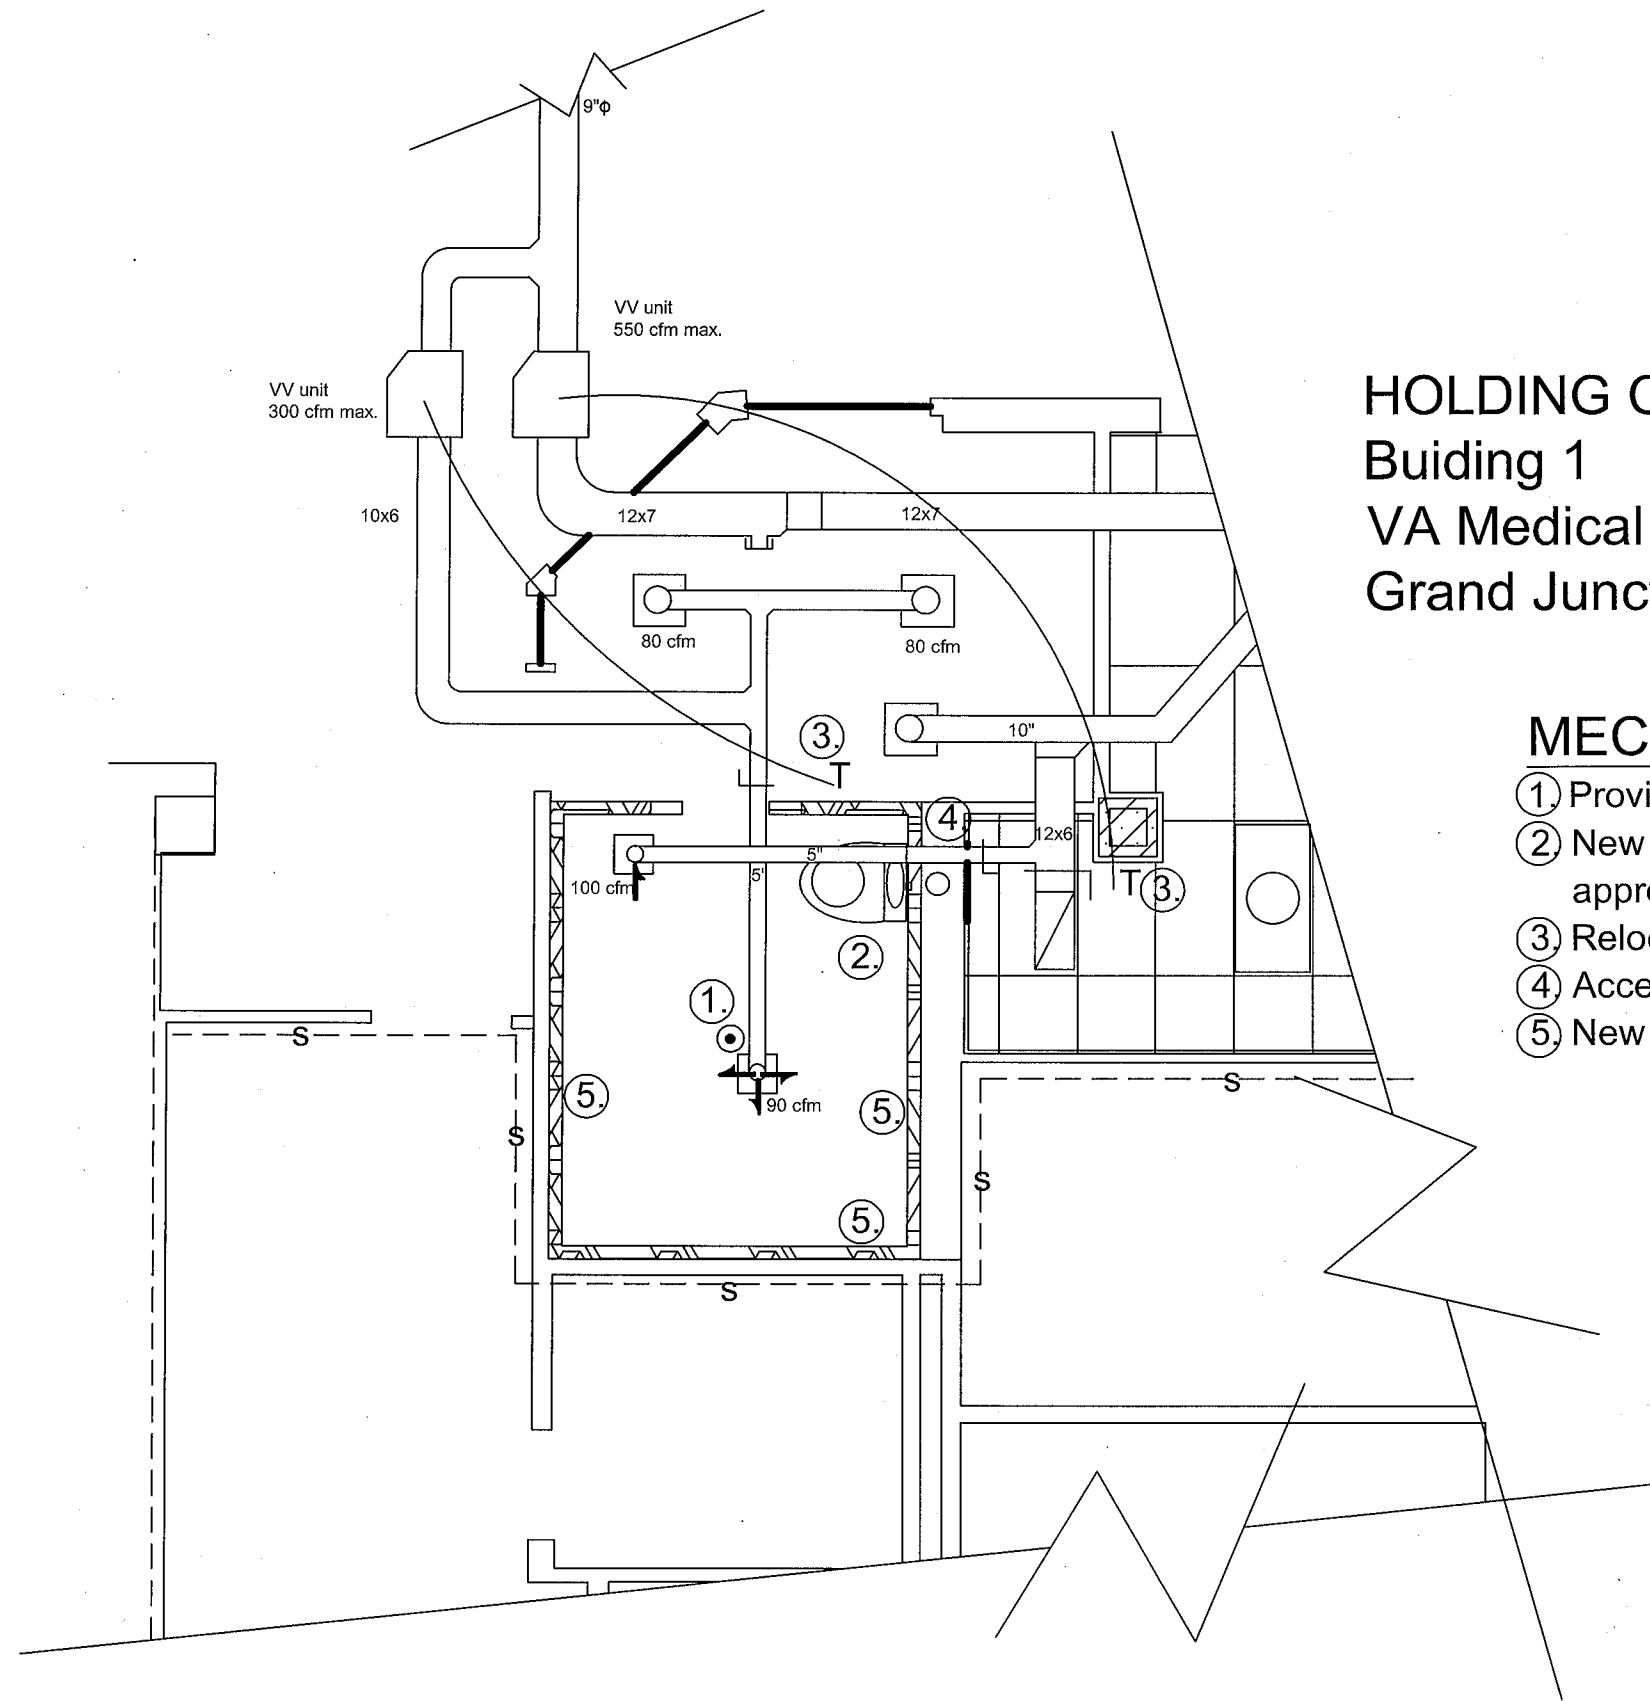 9"ϕ
VV unit
550 cfm max.
VV unit
300 cfm max.
HOLDING
Buiding 1
VA Medical
Grand Junc
10x6
12x7
12x7
80 cfm
80 cfm
3.
T
10"
MEC
1. Provi
2. New
appro
3. Reloc
4. Acce
5. New
4.
12x6
5"
5'
100 cfm
T
3.
2.
1.
S
5.
90 cfm
5.
S
S
S
5.
S